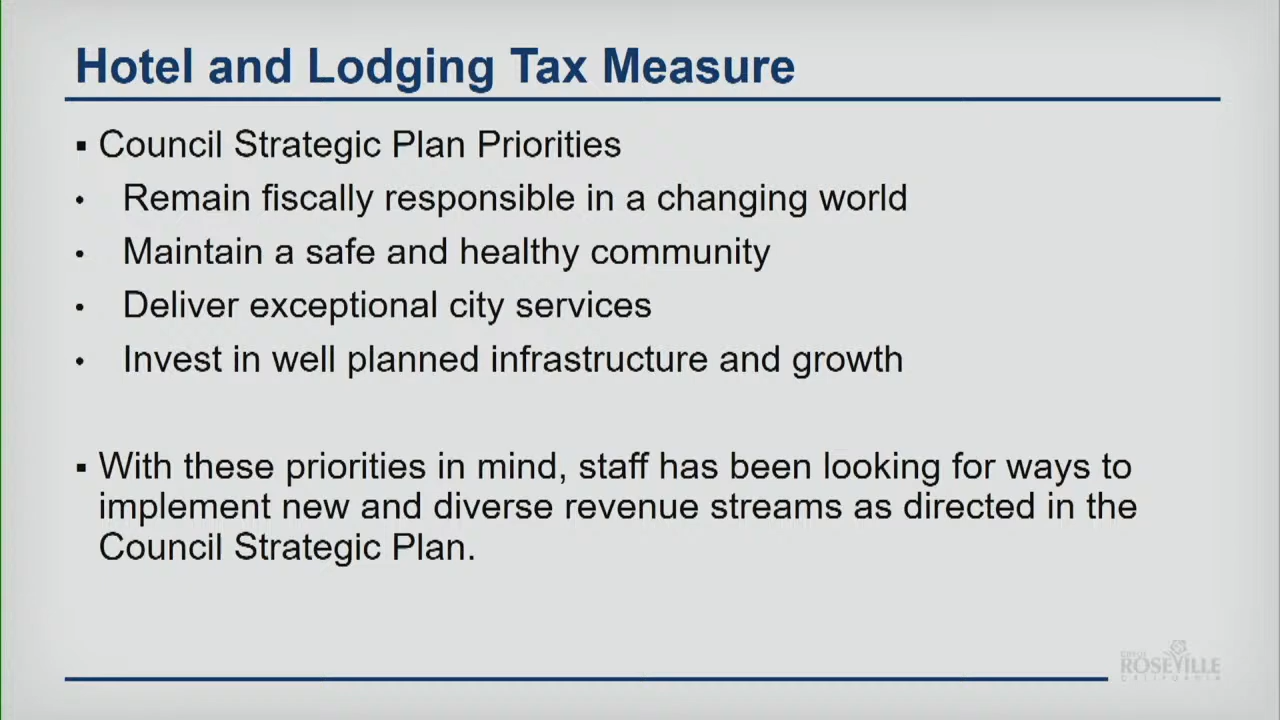 Hotel and Lodging Tax Measure
▪ Council Strategic Plan Priorities
• Remain fiscally responsible in a changing world
• Maintain a safe and healthy community
• Deliver exceptional city services
• Invest in well planned infrastructure and growth
▪ With these priorities in mind, staff has been looking for ways to
implement new and diverse revenue streams as directed in the
Council Strategic Plan.
CITY OF
ROSEVILLE
CALIFORNIA